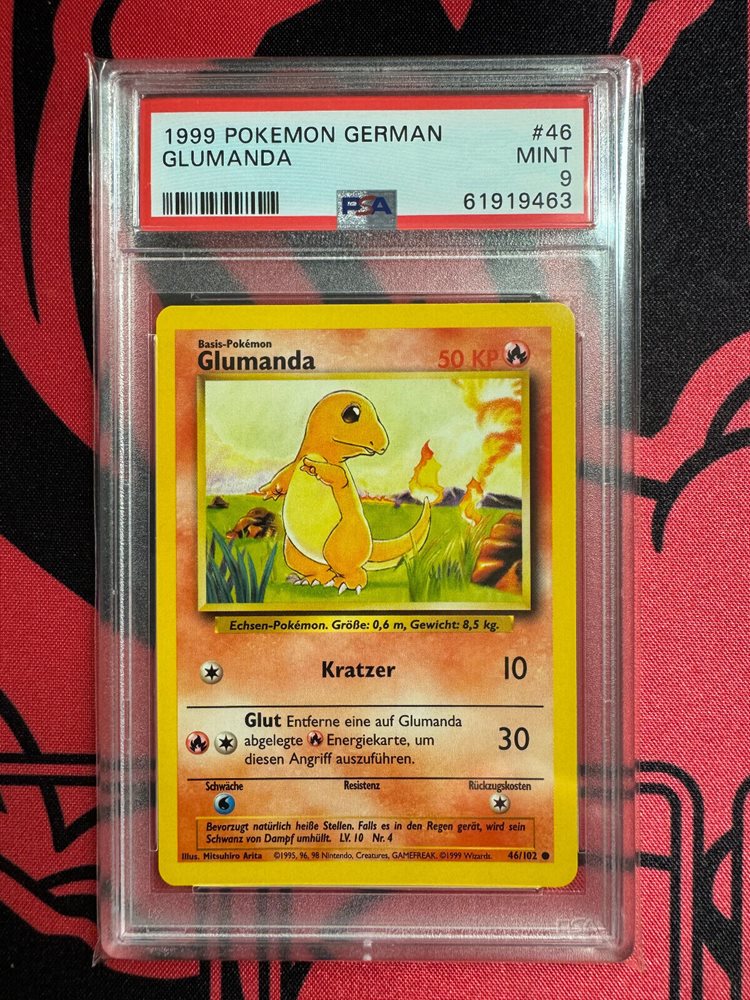 1999 POKEMON GERMAN #46
GLUMANDA MINT
9
PSA 61919463
Basis-Pokémon
Glumanda 50 KP
Echsen-Pokémon. Größe: 0,6 m, Gewicht: 8,5 kg.
Kratzer 10
Glut Entferne eine auf Glumanda
abgelegte Energiekarte, um 30
diesen Angriff auszuführen.
Schwäche Resistenz Rückzugskosten
Bevorzugt natürlich heiße Stellen. Falls es in den Regen gerät, wird sein
Schwanz von Dampf umhüllt. LV. 10 Nr. 4
Illus. Mitsuhiro Arita ©1995, 96, 98 Nintendo, Creatures, GAMEFREAK. ©1999 Wizards. 46/102
PSA